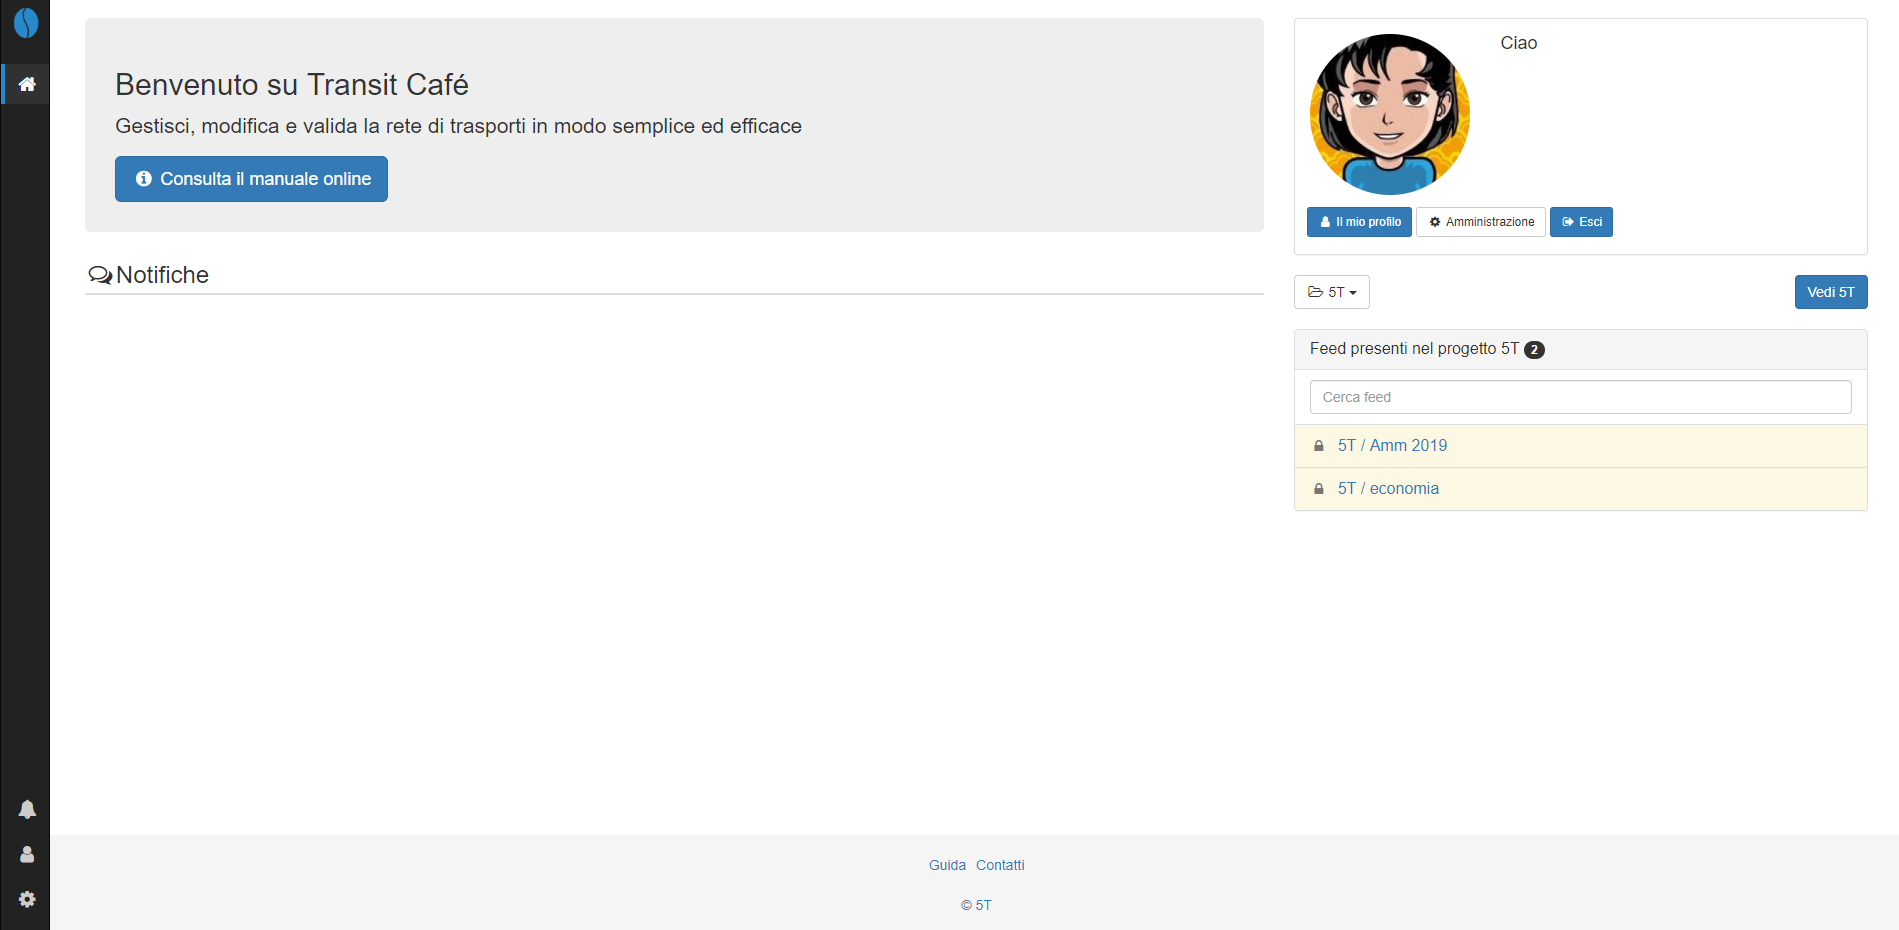 Benvenuto su Transit Café
Gestisci, modifica e valida la rete di trasporti in modo semplice ed efficace
Consulta il manuale online
Notifiche
Ciao
Il mio profilo
Amministrazione
Esci
5T
Vedi 5T
Feed presenti nel progetto 5T 2
Cerca feed
5T / Amm 2019
5T / economia
Guida Contatti
© 5T